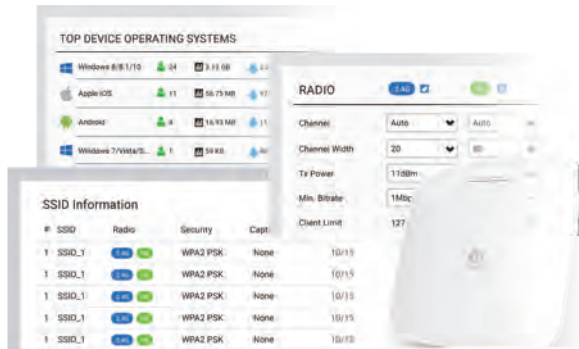 TOP DEVICE OPERATING SYSTEMS
Windows 8/8.1/10 24
Apple iOS 11 56.75 MB
Android 16.93 MB
Windows 7/Vista/S... 1 59 KB
RADIO 2.4G
Channel Auto Auto
Channel Width 20 80
Tx Power 11dBm
Min. Bitrate 1Mbp
Client Limit 127
SSID Information
# SSID Radio Security Capti
1 SSID_1 2.4G 5G WPA2 PSK None 10/15
1 SSID_1 2.4G 5G WPA2 PSK None 10/15
1 SSID_1 2.4G 5G WPA2 PSK None 10/15
1 SSID_1 2.4G 5G WPA2 PSK None 10/15
1 SSID_1 2.4G 5G WPA2 PSK None 10/15